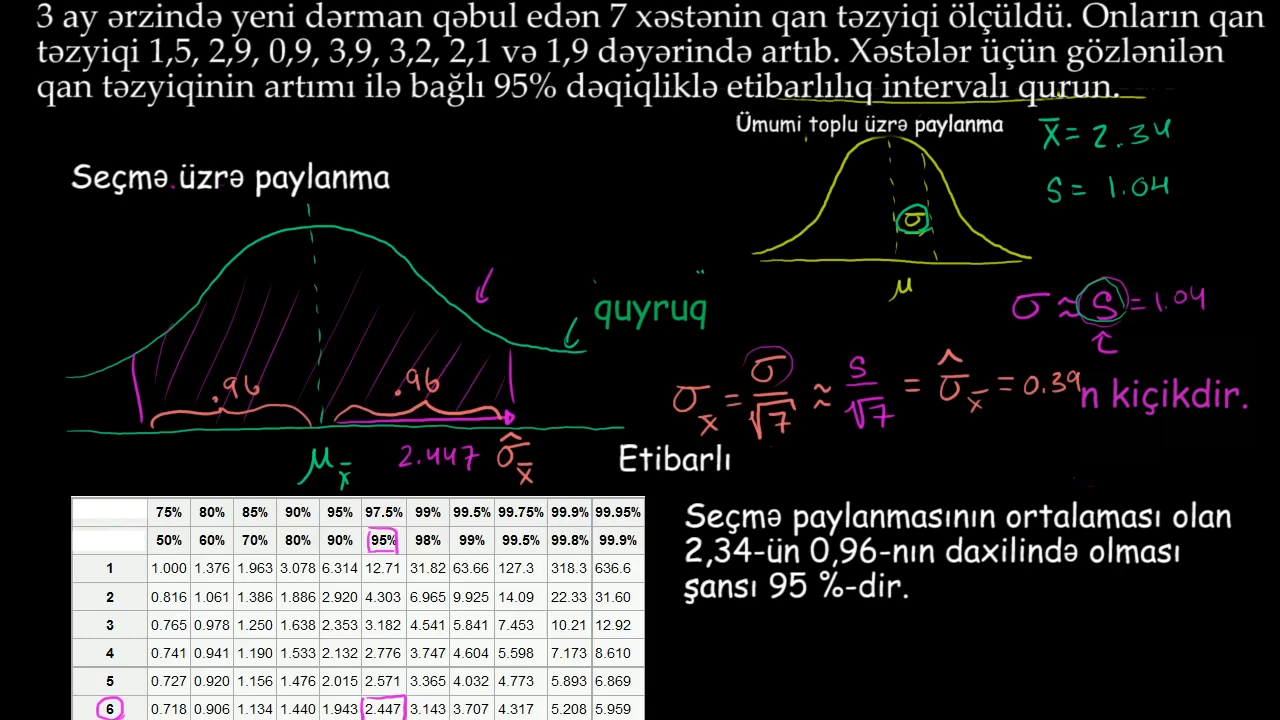 3 ay ərzində yeni dərman qəbul edən 7 xəstənin qan təzyiqi ölçüldü. Onların qan
təzyiqi 1,5, 2,9, 0,9, 3,9, 3,2, 2,1 və 1,9 dəyərində artıb. Xəstələr üçün gözlənilən
qan təzyiqinin artımı ilə bağlı 95% dəqiqliklə etibarlılıq intervalı qurun.
Ümumi toplu üzrə paylanma
x̄ = 2.34
S = 1.04
σ
μ
Seçmə üzrə paylanma
quyruq
σ ≈ S = 1.04
.96 .96
σx̄ = σ/√7 ≈ S/√7 = σ̂x̄ = 0.39
n kiçikdir.
μx̄ 2.447 σ̂x̄
Etibarlı
Seçmə paylanmasının ortalaması olan
2,34-ün 0,96-nın daxilində olması
şansı 95 %-dir.
75% 80% 85% 90% 95% 97.5% 99% 99.5% 99.75% 99.9% 99.95%
50% 60% 70% 80% 90% 95% 98% 99% 99.5% 99.8% 99.9%
1 1.000 1.376 1.963 3.078 6.314 12.71 31.82 63.66 127.3 318.3 636.6
2 0.816 1.061 1.386 1.886 2.920 4.303 6.965 9.925 14.09 22.33 31.60
3 0.765 0.978 1.250 1.638 2.353 3.182 4.541 5.841 7.453 10.21 12.92
4 0.741 0.941 1.190 1.533 2.132 2.776 3.747 4.604 5.598 7.173 8.610
5 0.727 0.920 1.156 1.476 2.015 2.571 3.365 4.032 4.773 5.893 6.869
6 0.718 0.906 1.134 1.440 1.943 2.447 3.143 3.707 4.317 5.208 5.959